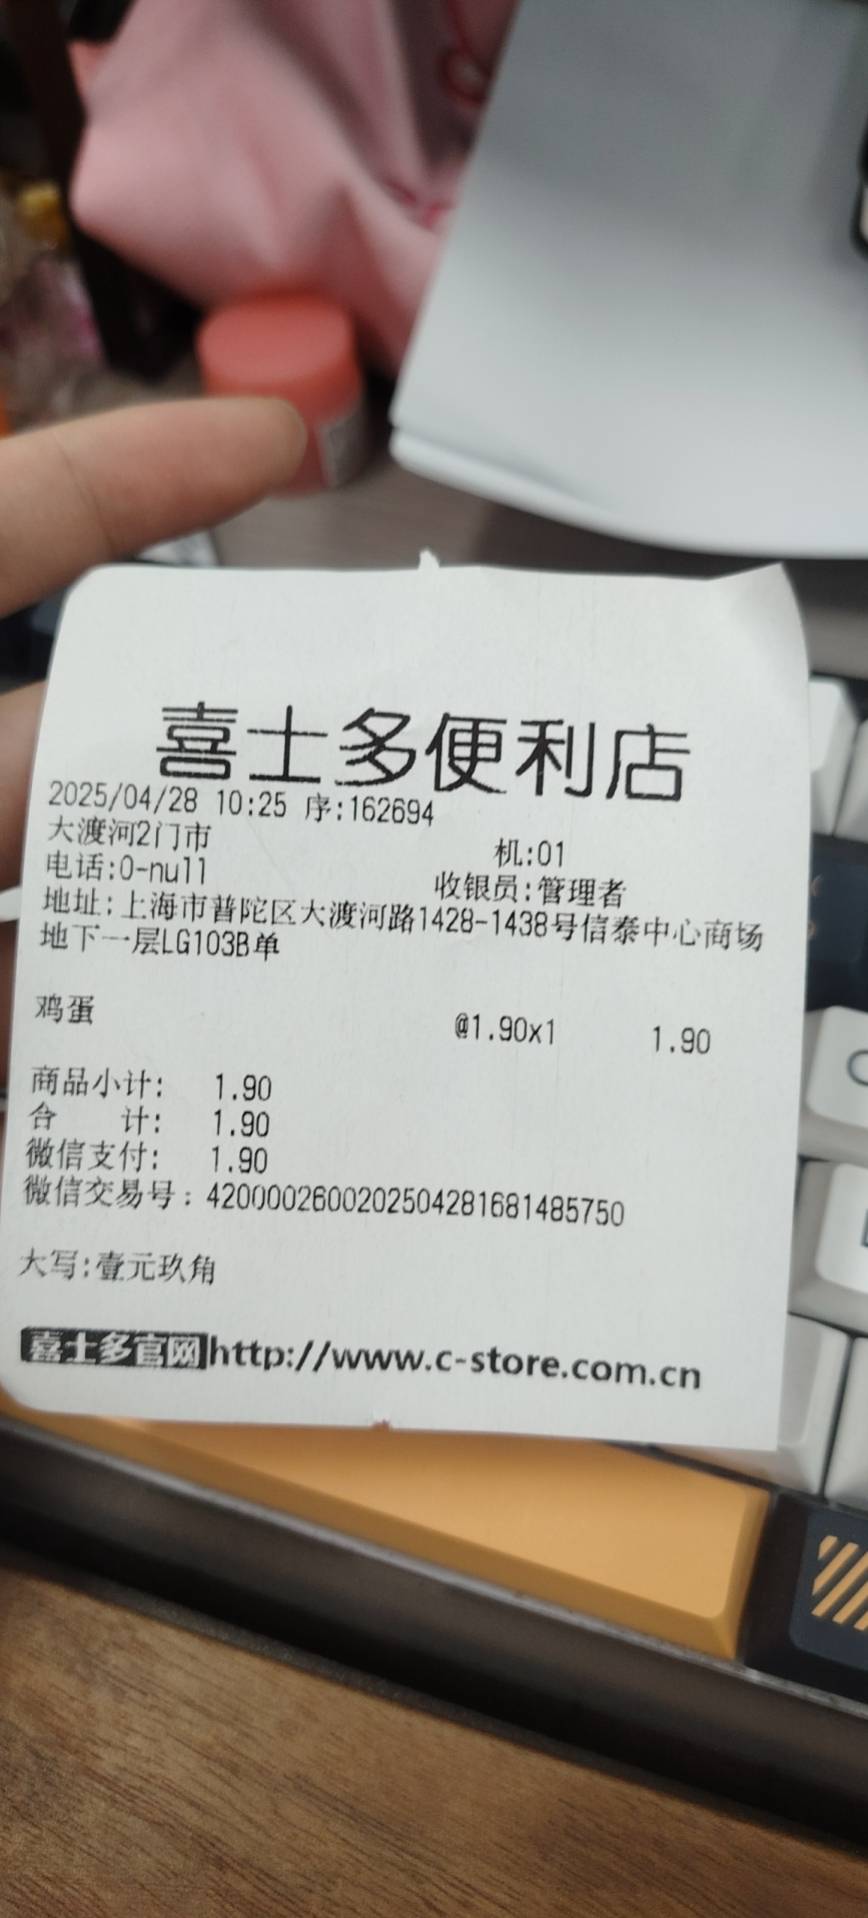 喜士多便利店
2025/04/28 10:25 序:162694
大渡河2门市 机:01
电话:0-null 收银员:管理者
地址:上海市普陀区大渡河路1428-1438号信泰中心商场
地下一层LG103B单
鸡蛋 @1.90x1 1.90
商品小计: 1.90
合 计: 1.90
微信支付: 1.90
微信交易号:4200002600202504281681485750
大写:壹元玖角
喜士多官网http://www.c-store.com.cn